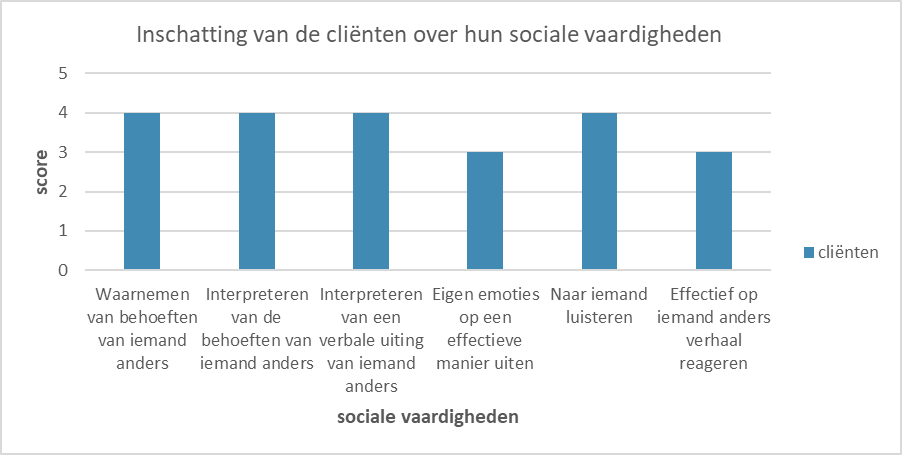 Inschatting van de cliënten over hun sociale vaardigheden
5
4
3
2
1
0
score
Waarnemen
van behoeften
van iemand
anders
Interpreteren
van de
behoeften van
iemand anders
Interpreteren
van een
verbale uiting
van iemand
anders
Eigen emoties
op een
effectieve
manier uiten
Naar iemand
luisteren
Effectief op
iemand anders
verhaal
reageren
sociale vaardigheden
cliënten